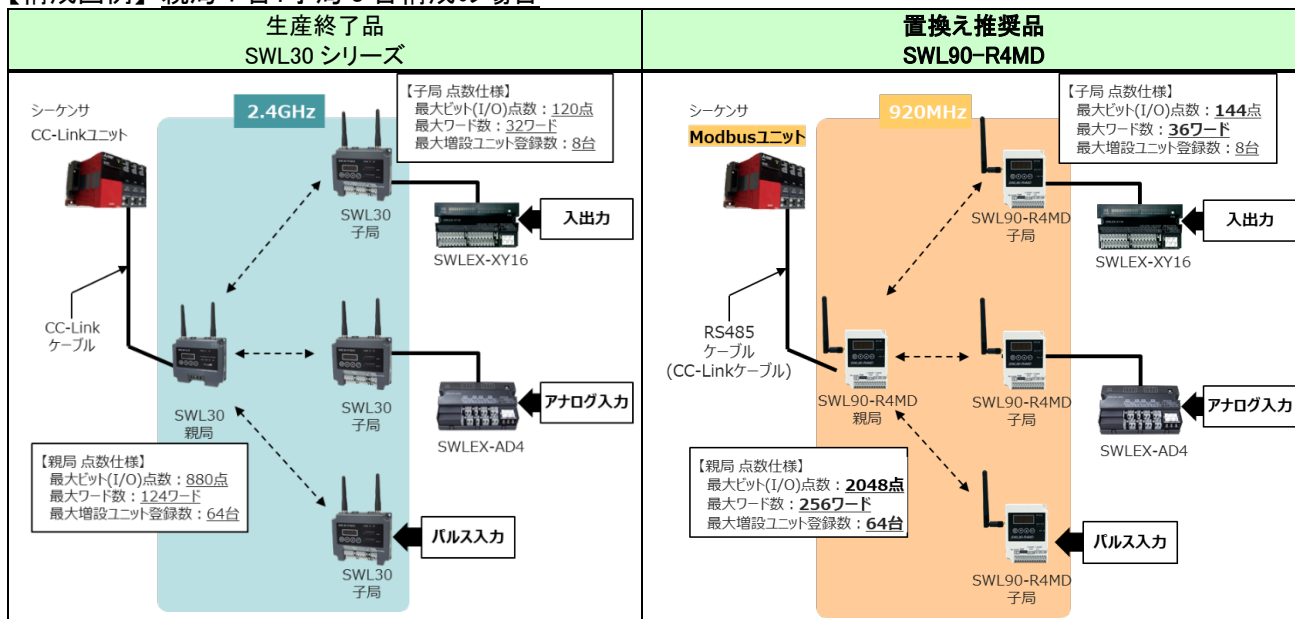 【構成図例】親局1台:子局3台構成の場合
生産終了品
SWL30 シリーズ
置換え推奨品
SWL90-R4MD
シーケンサ
CC-Linkユニット
2.4GHz
【子局 点数仕様】
最大ビット(I/O)点数：120点
最大ワード数：32ワード
最大増設ユニット登録数：8台
SWL30
子局
入出力
SWLEX-XY16
CC-Link
ケーブル
SWL30
親局
SWL30
子局
アナログ入力
SWLEX-AD4
【親局 点数仕様】
最大ビット(I/O)点数：880点
最大ワード数：124ワード
最大増設ユニット登録数：64台
パルス入力
SWL30
子局
シーケンサ
Modbusユニット
920MHz
【子局 点数仕様】
最大ビット(I/O)点数：144点
最大ワード数：36ワード
最大増設ユニット登録数：8台
SWL90-R4MD
子局
入出力
SWLEX-XY16
RS485
ケーブル
(CC-Linkケーブル)
SWL90-R4MD
親局
SWL90-R4MD
子局
アナログ入力
SWLEX-AD4
【親局 点数仕様】
最大ビット(I/O)点数：2048点
最大ワード数：256ワード
最大増設ユニット登録数：64台
パルス入力
SWL90-R4MD
子局